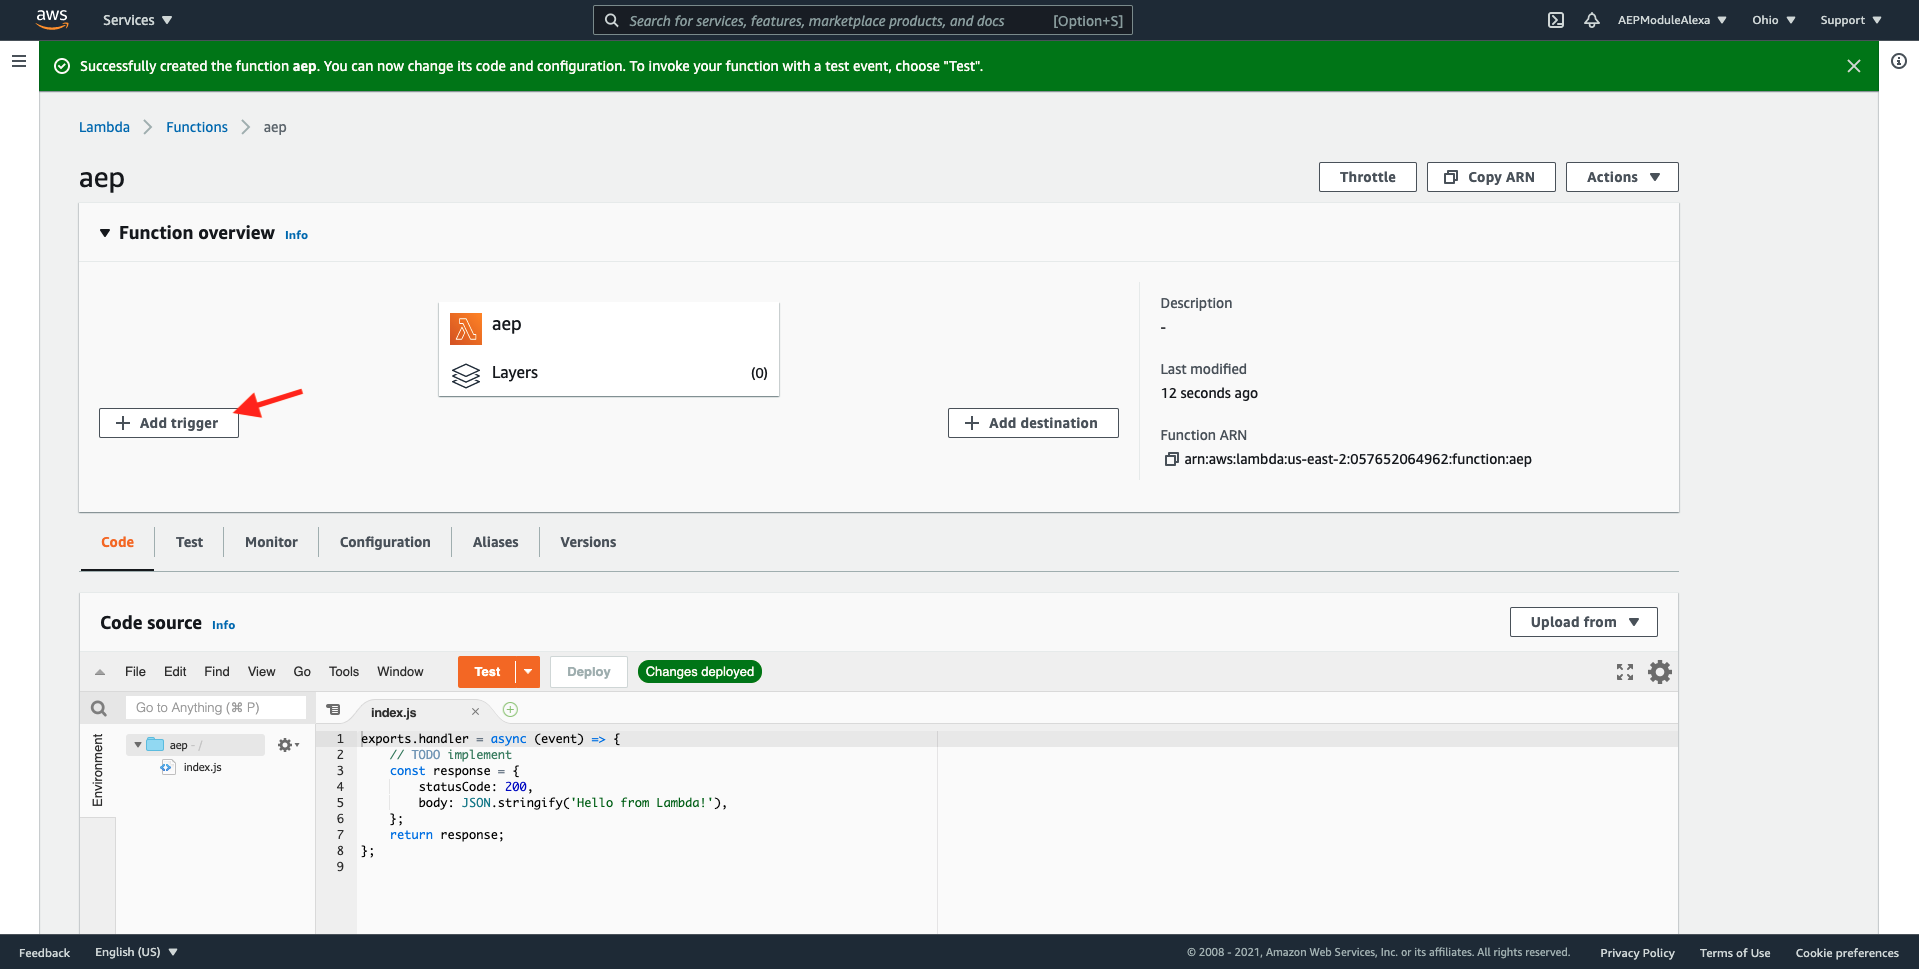 aws Services Search for services, features, marketplace products, and docs [Option+S] AEPModuleAlexa Ohio Support
Successfully created the function aep. You can now change its code and configuration. To invoke your function with a test event, choose "Test".
Lambda Functions aep
aep Throttle Copy ARN Actions
Function overview Info
aep
Layers (0)
Add trigger
Add destination
Description
-
Last modified
12 seconds ago
Function ARN
arn:aws:lambda:us-east-2:057652064962:function:aep
Code Test Monitor Configuration Aliases Versions
Code source Info Upload from
File Edit Find View Go Tools Window Test Deploy Changes deployed
Go to Anything (⌘ P) index.js
Environment
aep - /
index.js
1 exports.handler = async (event) => {
2 // TODO implement
3 const response = {
4 statusCode: 200,
5 body: JSON.stringify('Hello from Lambda!'),
6 };
7 return response;
8 };
9
Feedback English (US) © 2008 - 2021, Amazon Web Services, Inc. or its affiliates. All rights reserved. Privacy Policy Terms of Use Cookie preferences